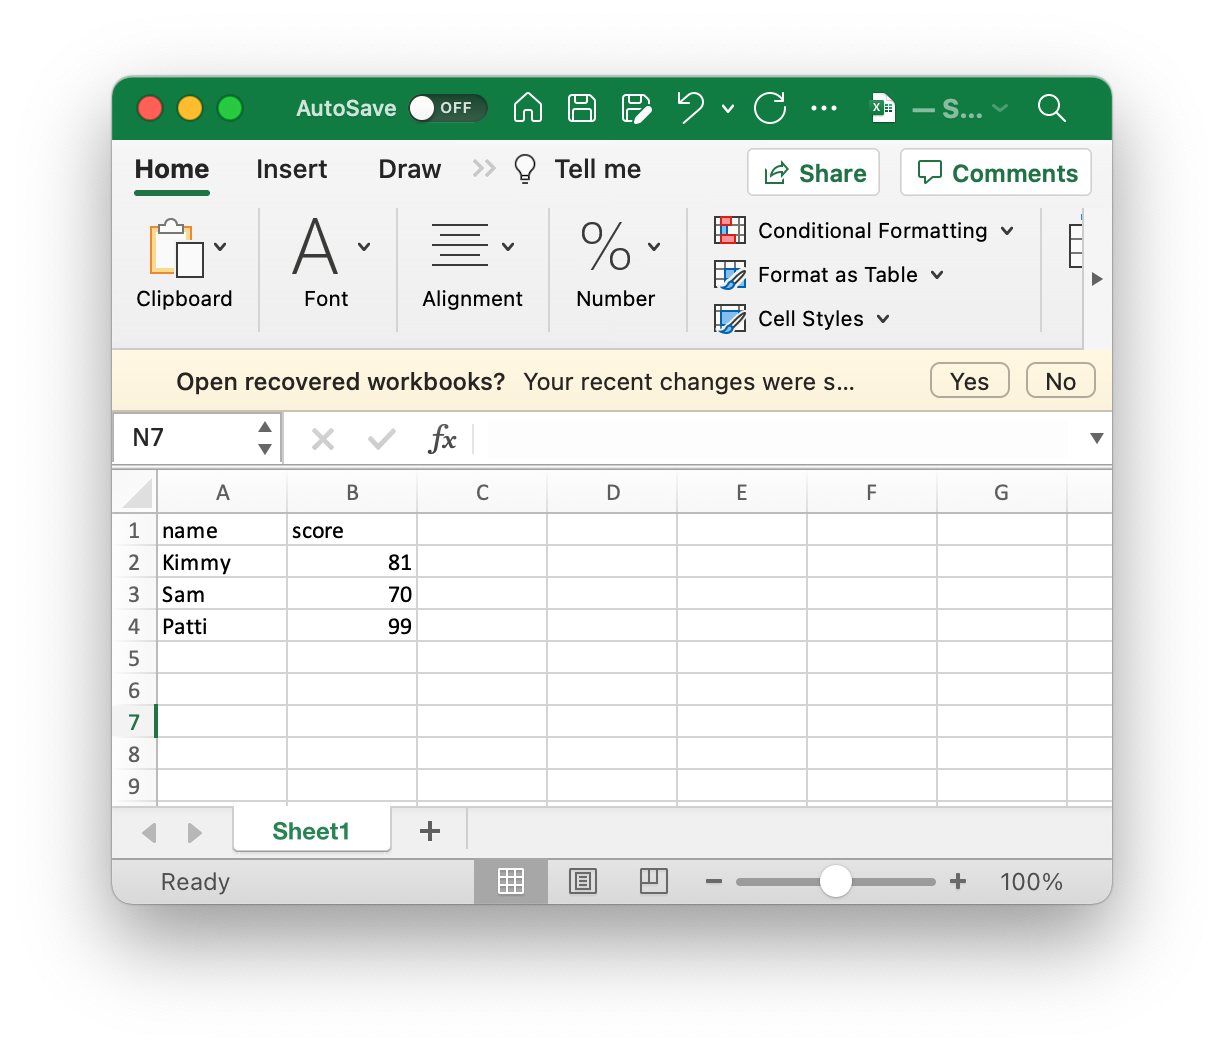 AutoSave OFF — S...
Home Insert Draw Tell me Share Comments
Clipboard Font Alignment Number
Conditional Formatting
Format as Table
Cell Styles
Open recovered workbooks? Your recent changes were s... Yes No
N7 fx
A B C D E F G
1 name score
2 Kimmy 81
3 Sam 70
4 Patti 99
5
6
7
8
9
Sheet1 +
Ready 100%